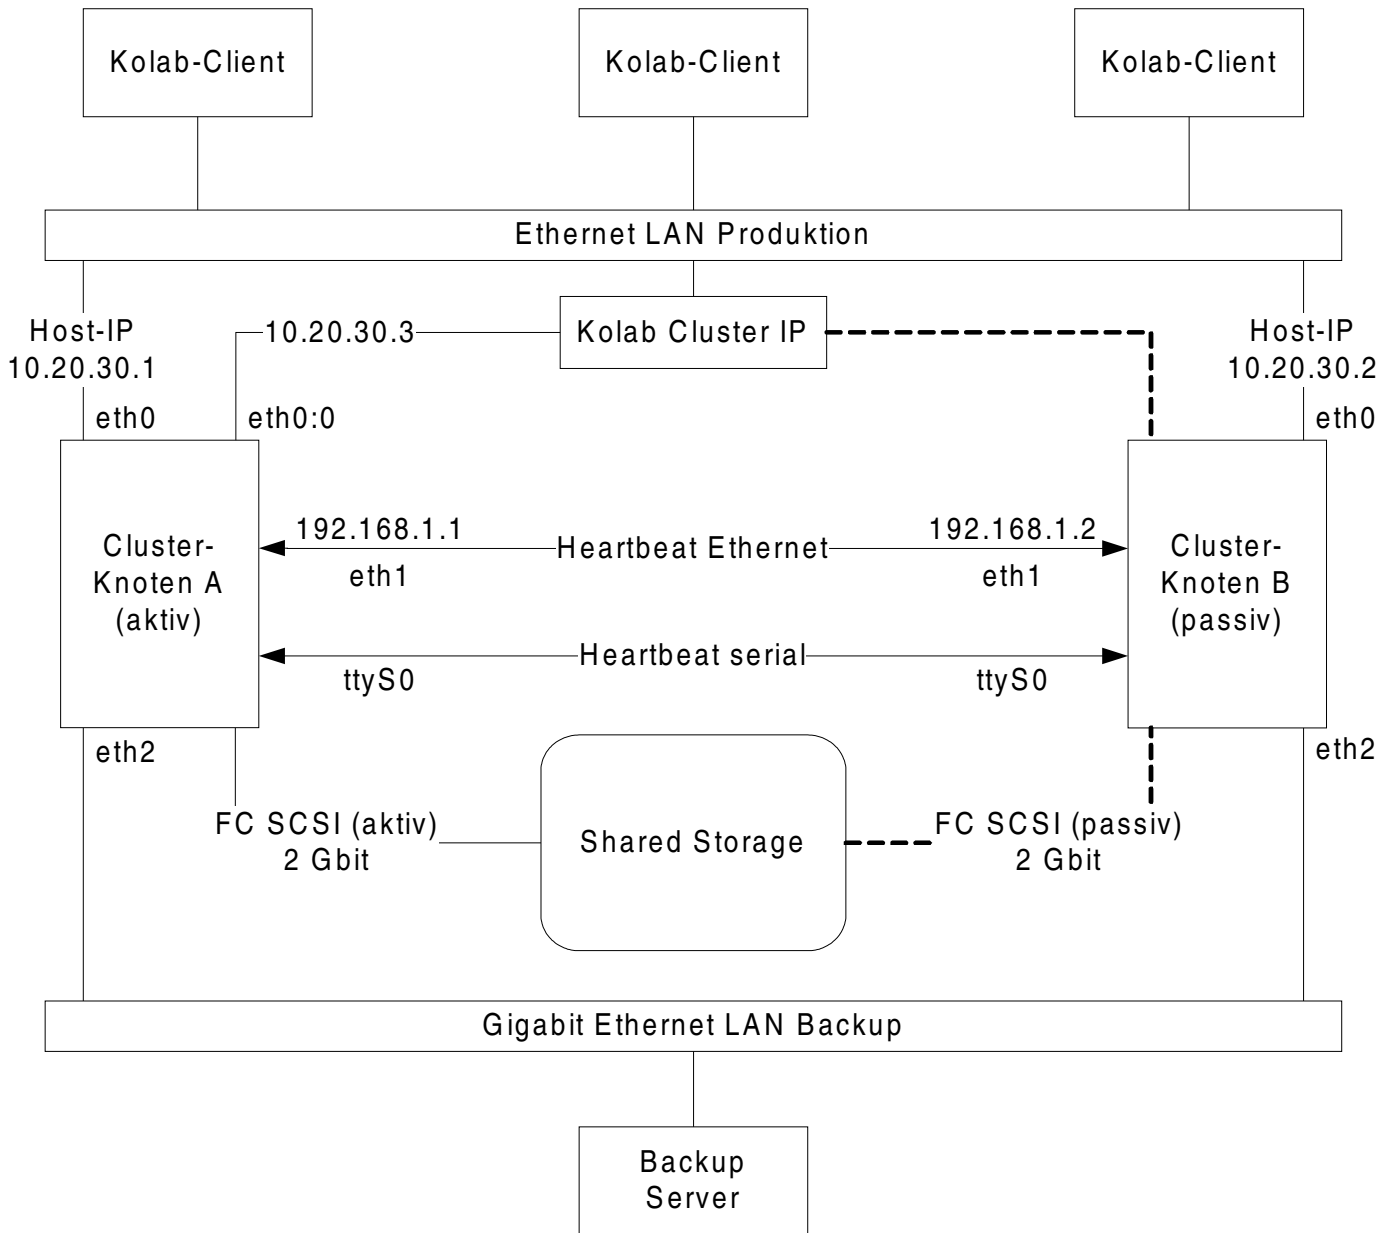 Kolab-Client
Kolab-Client
Kolab-Client
Ethernet LAN Produktion
Host-IP
10.20.30.1
10.20.30.3
Kolab Cluster IP
Host-IP
10.20.30.2
eth0
eth0:0
eth0
Cluster-
Knoten A
(aktiv)
192.168.1.1
Heartbeat Ethernet
192.168.1.2
eth1
eth1
Cluster-
Knoten B
(passiv)
Heartbeat serial
ttyS0
ttyS0
eth2
eth2
FC SCSI (aktiv)
2 Gbit
Shared Storage
FC SCSI (passiv)
2 Gbit
Gigabit Ethernet LAN Backup
Backup
Server